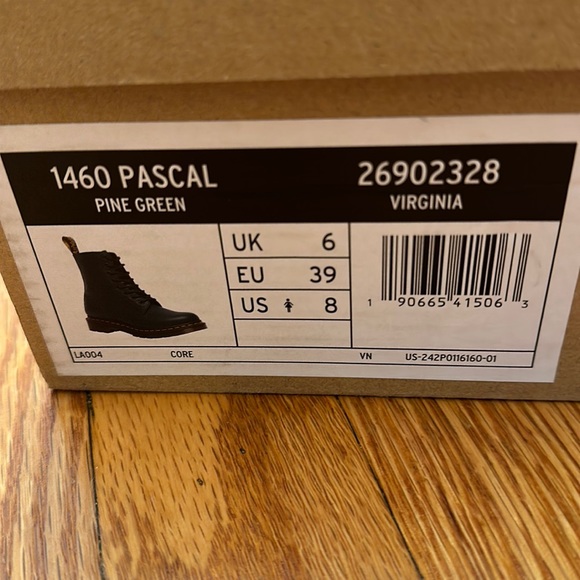 1460 PASCAL
PINE GREEN
26902328
VIRGINIA
UK 6
EU 39
US 8
1 90665 41506 3
LA004 CORE VN US-242P0116160-01